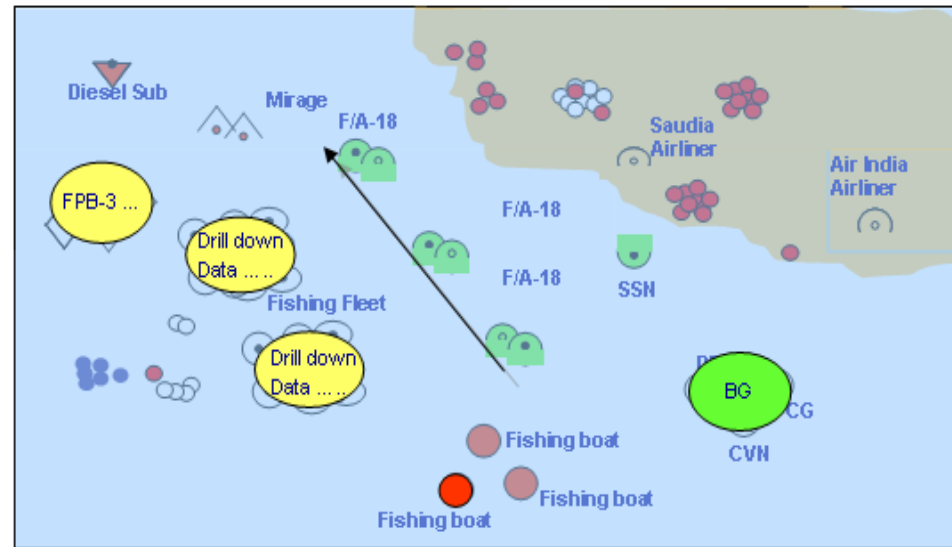 Diesel Sub
Mirage
F/A-18
Saudia
Airliner
Air India
Airliner
FPB-3 ...
F/A-18
Drill down
Data ... ..
F/A-18
SSN
Fishing Fleet
Drill down
Data ... ..
BG
CG
CVN
Fishing boat
Fishing boat
Fishing boat